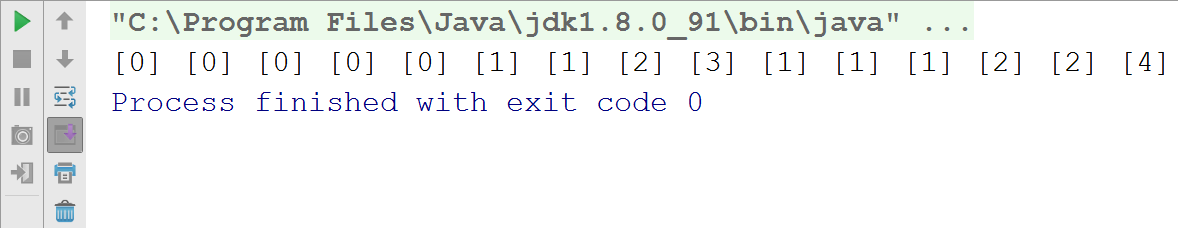 "C:\Program Files\Java\jdk1.8.0_91\bin\java" ...
[0] [0] [0] [0] [0] [1] [1] [2] [3] [1] [1] [1] [2] [2] [4]
Process finished with exit code 0